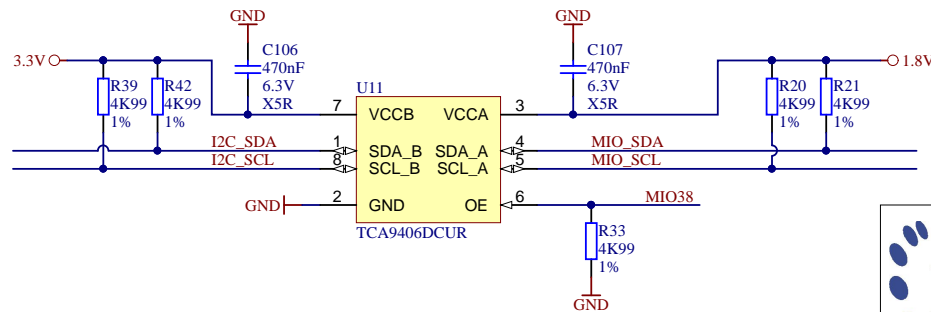 GND
GND
3.3V
C106
470nF
6.3V
X5R
C107
470nF
6.3V
X5R
1.8V
R39
4K99
1%
R42
4K99
1%
U11
R20
4K99
1%
R21
4K99
1%
7 VCCB VCCA 3
I2C_SDA 1 SDA_B SDA_A 4 MIO_SDA
I2C_SCL 8 SCL_B SCL_A 5 MIO_SCL
GND 2 GND OE 6 MIO38
TCA9406DCUR
R33
4K99
1%
GND